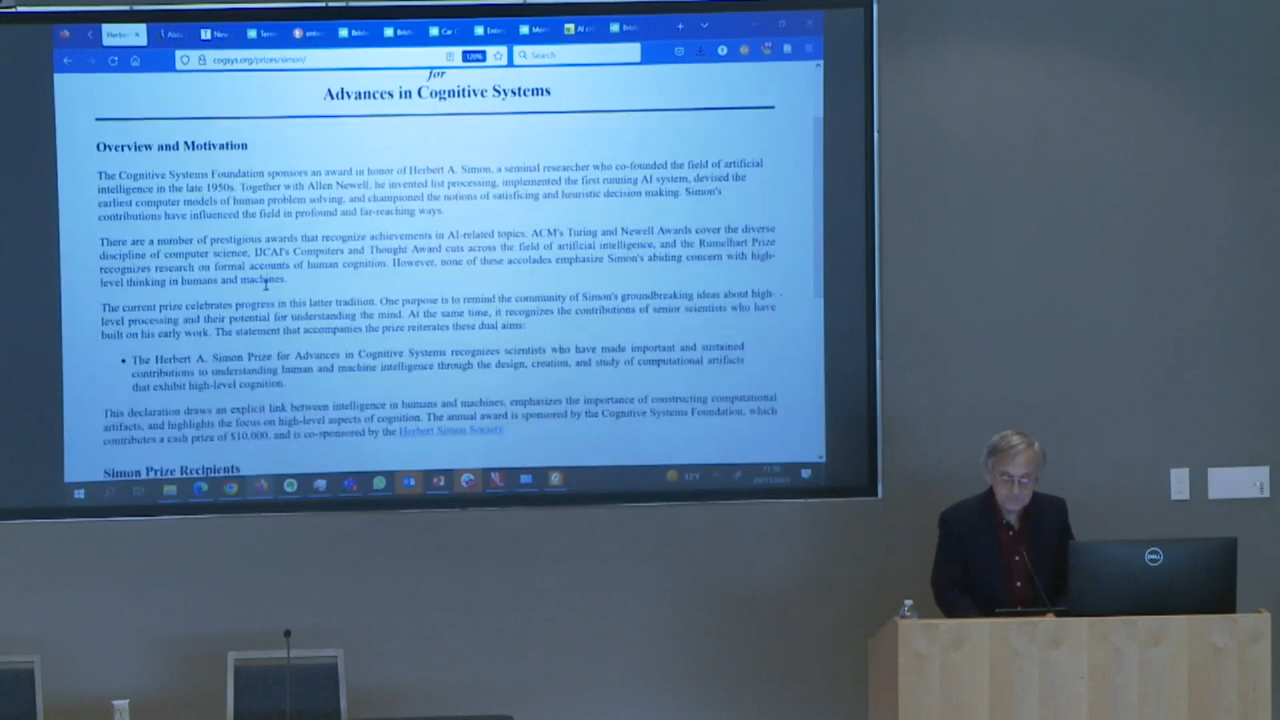 Herbert
New
Term
Bristo
Bristo
Car
Enter
AI
Bristo
cogsys.org/prizes/simon/
120%
Search
for
Advances in Cognitive Systems
Overview and Motivation
The Cognitive Systems Foundation sponsors an award in honor of Herbert A. Simon, a seminal researcher who co-founded the field of artificial
intelligence in the late 1950s. Together with Allen Newell, he invented list processing, implemented the first running AI system, devised the
earliest computer models of human problem solving, and championed the notions of satisficing and heuristic decision making. Simon's
contributions have influenced the field in profound and far-reaching ways.
There are a number of prestigious awards that recognize achievements in AI-related topics. ACM's Turing and Newell Awards cover the diverse
discipline of computer science, IJCAI's Computers and Thought Award cuts across the field of artificial intelligence, and the Rumelhart Prize
recognizes research on formal accounts of human cognition. However, none of these accolades emphasize Simon's abiding concern with high-
level thinking in humans and machines.
The current prize celebrates progress in this latter tradition. One purpose is to remind the community of Simon's groundbreaking ideas about high-
level processing and their potential for understanding the mind. At the same time, it recognizes the contributions of senior scientists who have
built on his early work. The statement that accompanies the prize reiterates these dual aims:
• The Herbert A. Simon Prize for Advances in Cognitive Systems recognizes scientists who have made important and sustained
contributions to understanding human and machine intelligence through the design, creation, and study of computational artifacts
that exhibit high-level cognition.
This declaration draws an explicit link between intelligence in humans and machines, emphasizes the importance of constructing computational
artifacts, and highlights the focus on high-level aspects of cognition. The annual award is sponsored by the Cognitive Systems Foundation, which
contributes a cash prize of $10,000, and is co-sponsored by the Herbert Simon Society.
Simon Prize Recipients
DELL